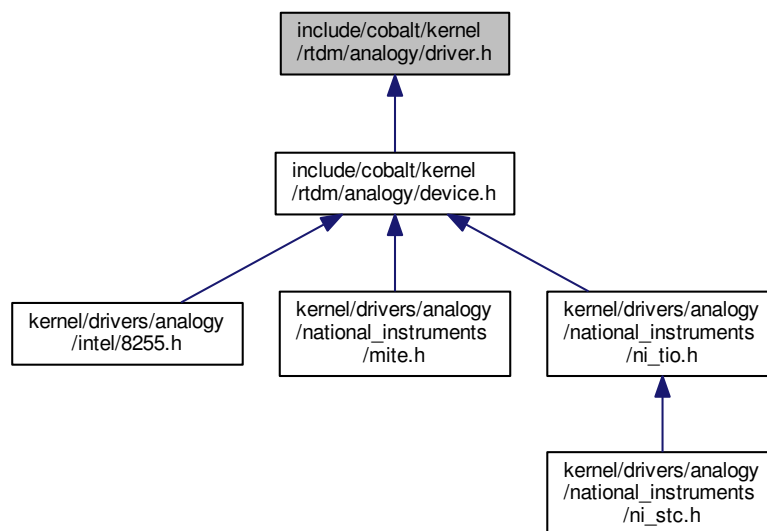 include/cobalt/kernel
/rtdm/analogy/driver.h
include/cobalt/kernel
/rtdm/analogy/device.h
kernel/drivers/analogy
/intel/8255.h
kernel/drivers/analogy
/national_instruments
/mite.h
kernel/drivers/analogy
/national_instruments
/ni_tio.h
kernel/drivers/analogy
/national_instruments
/ni_stc.h